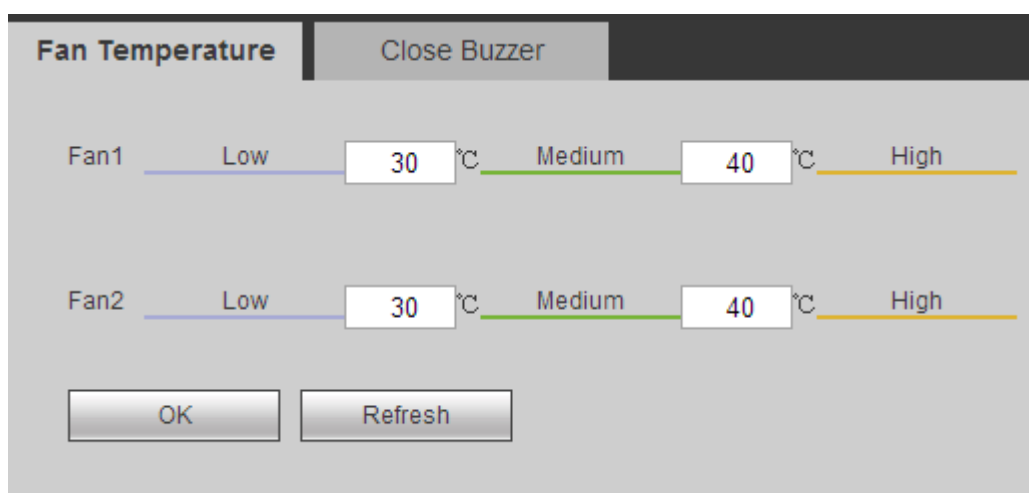 Fan Temperature Close Buzzer
Fan1 Low 30 ℃ Medium 40 ℃ High
Fan2 Low 30 ℃ Medium 40 ℃ High
OK Refresh